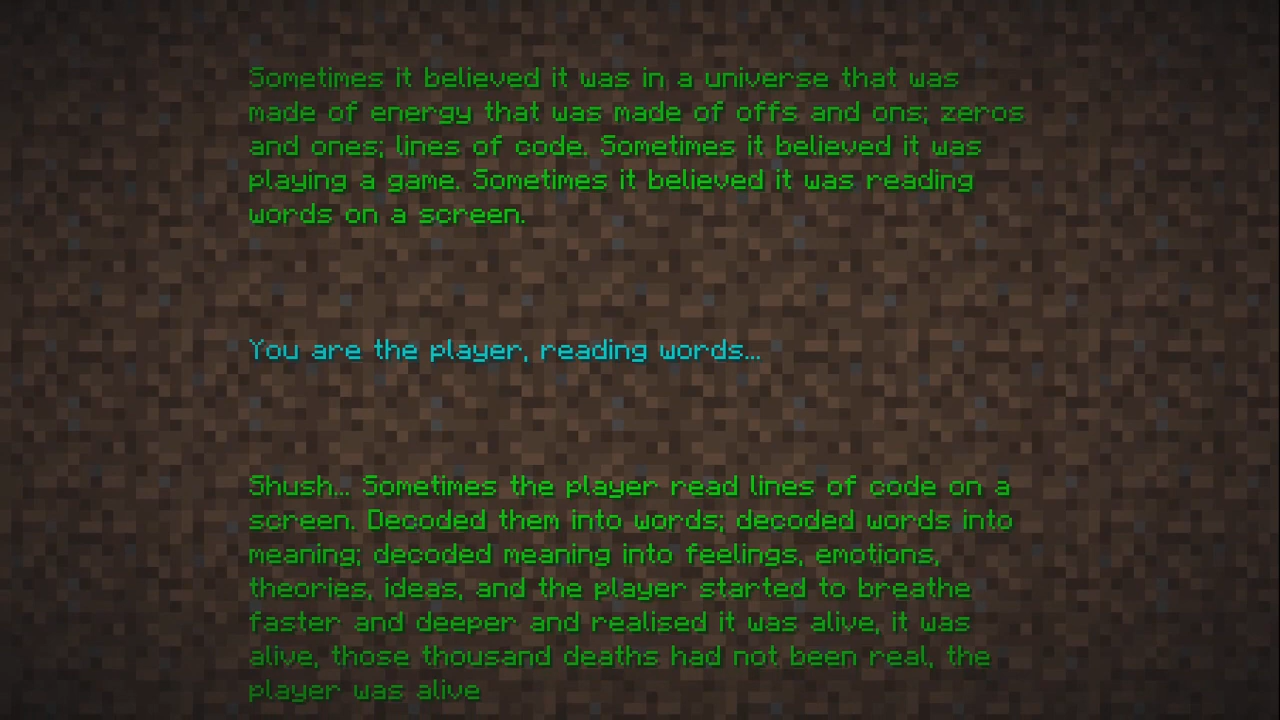 Sometimes it believed it was in a universe that was
made of energy that was made of offs and ons; zeros
and ones; lines of code. Sometimes it believed it was
playing a game. Sometimes it believed it was reading
words on a screen.
You are the player, reading words...
Shush... Sometimes the player read lines of code on a
screen. Decoded them into words; decoded words into
meaning; decoded meaning into feelings, emotions,
theories, ideas, and the player started to breathe
faster and deeper and realised it was alive, it was
alive, those thousand deaths had not been real, the
player was alive